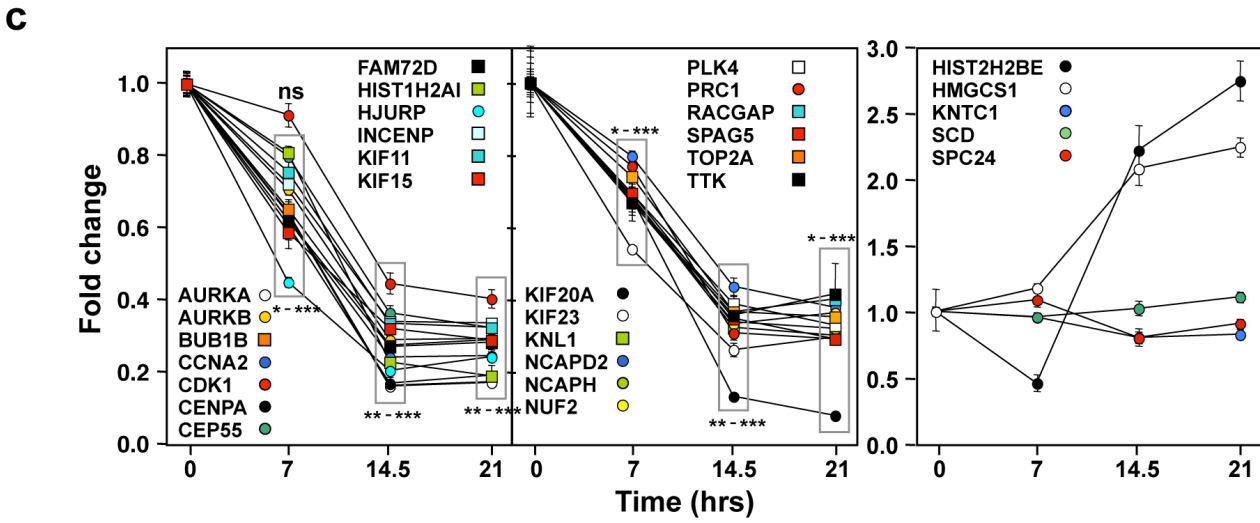 c
Fold change
1.0
0.8
0.6
0.4
0.2
0.0
ns
FAM72D
HIST1H2AI
HJURP
INCENP
KIF11
KIF15
AURKA
AURKB
BUB1B
CCNA2
CDK1
CENPA
CEP55
*-***
**-***
**-***
0 7 14.5 21
*-***
PLK4
PRC1
RACGAP
SPAG5
TOP2A
TTK
*-***
KIF20A
KIF23
KNL1
NCAPD2
NCAPH
NUF2
**-***
0 7 14.5 21
3.0
2.5
2.0
1.5
1.0
0.5
0.0
HIST2H2BE
HMGCS1
KNTC1
SCD
SPC24
0 7 14.5 21
Time (hrs)